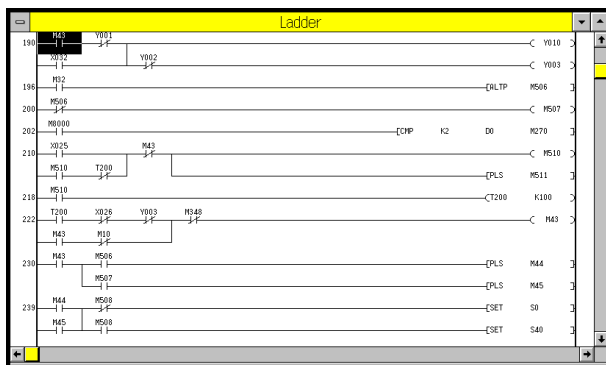 Ladder
M43 Y001
190 Y010
X032 Y002
Y003
M32
196 ALTP M506
M506
200 M507
M8000
202 CMP K2 D0 M270
X025 M43
210 M510
M510 T200
PLS M511
M510
218 T200 K100
T200 X026 Y003 M348
222 M43
M43 M10
M43 M506
230 PLS M44
M507
PLS M45
M44 M508
239 SET S0
M45 M508
SET S40